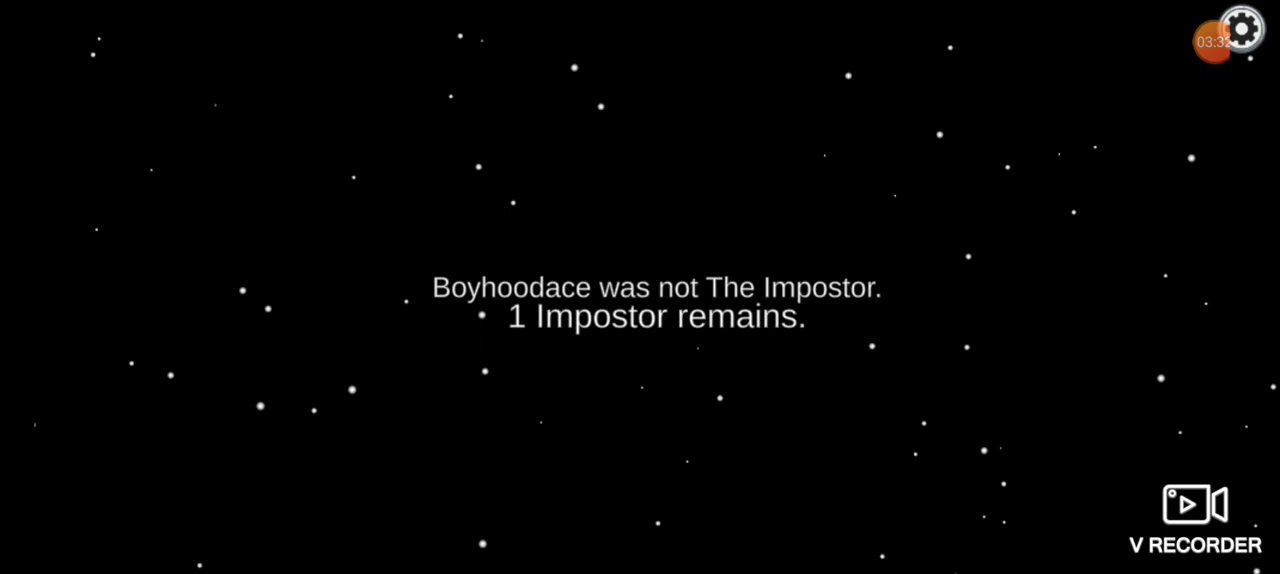 03:32
Boyhoodace was not The Impostor.
1 Impostor remains.
V RECORDER